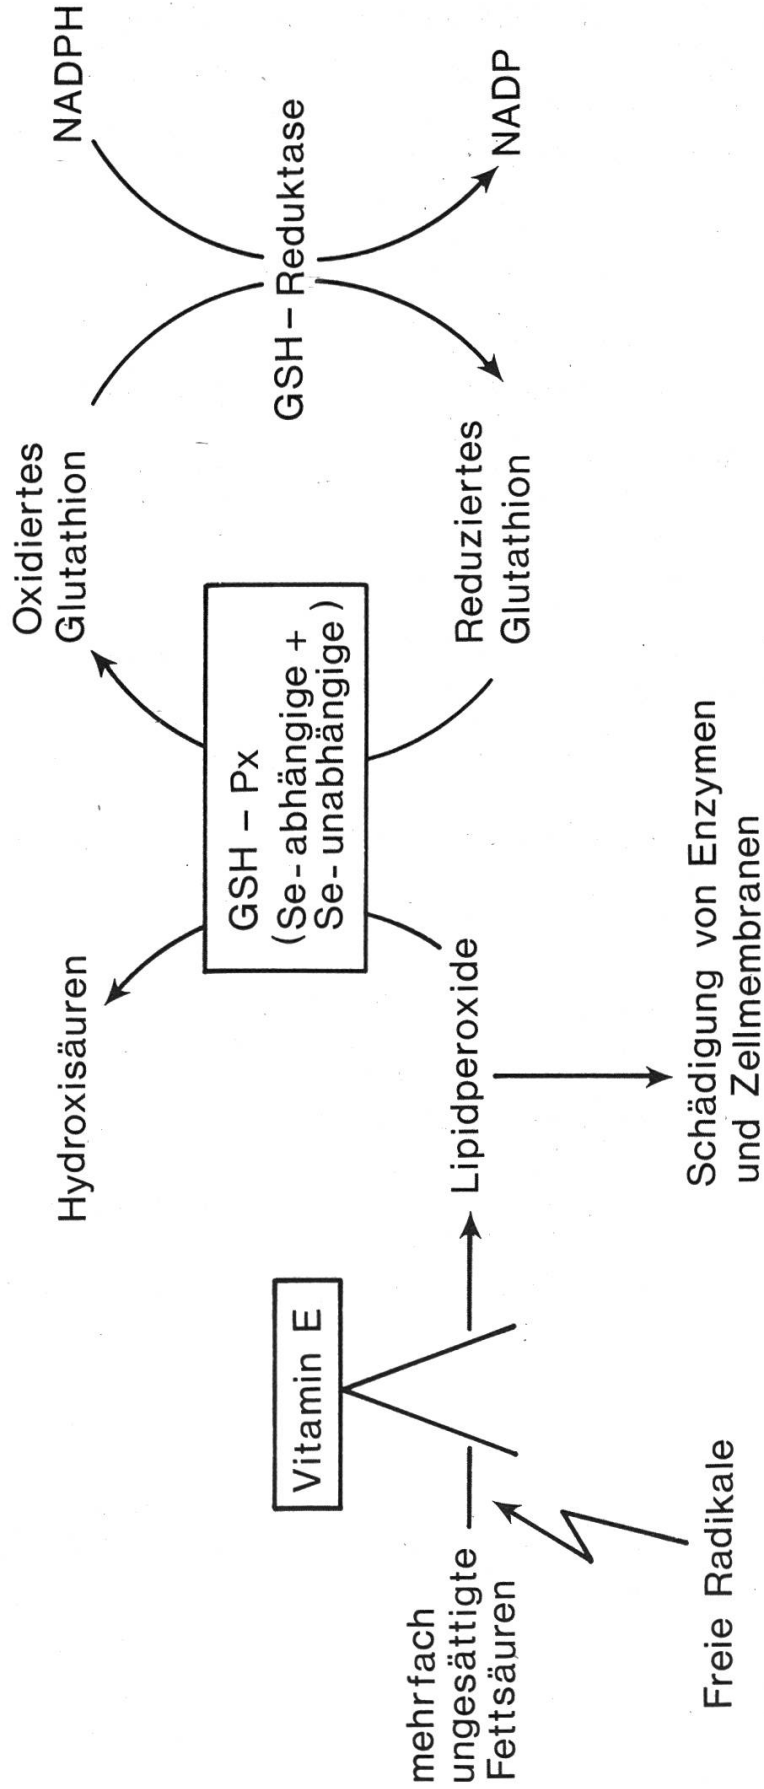 mehrfach
ungesättigte
Fettsäuren
Freie Radikale
Vitamin E
Lipidperoxide
Schädigung von Enzymen
und Zellmembranen
Hydroxisäuren
GSH – Px
(Se-abhängige +
Se-unabhängige)
Oxidiertes
Glutathion
Reduziertes
Glutathion
GSH – Reduktase
NADPH
NADP